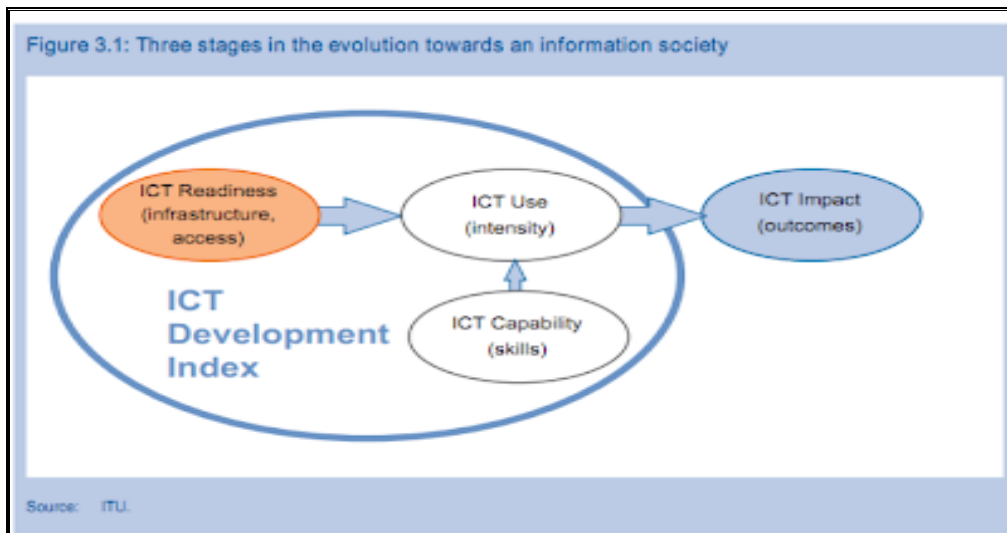 Figure 3.1: Three stages in the evolution towards an information society
ICT Readiness
(infrastructure,
access)
ICT Use
(intensity)
ICT Impact
(outcomes)
ICT
Development
Index
ICT Capability
(skills)
Source: ITU.